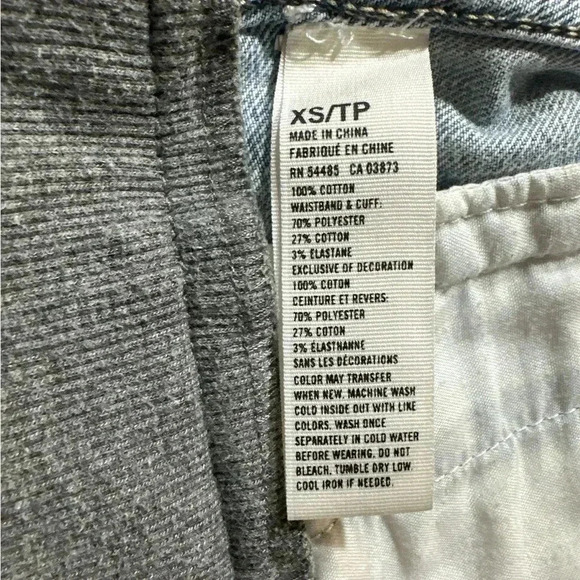 XS/TP
MADE IN CHINA
FABRIQUÉ EN CHINE
RN 54485 CA 03873
100% COTTON
WAISTBAND & CUFF:
70% POLYESTER
27% COTTON
3% ELASTANE
EXCLUSIVE OF DECORATION
100% COTON
CEINTURE ET REVERS:
70% POLYESTER
27% COTON
3% ÉLASTHANNE
SANS LES DÉCORATIONS
COLOR MAY TRANSFER
WHEN NEW. MACHINE WASH
COLD INSIDE OUT WITH LIKE
COLORS. WASH ONCE
SEPARATELY IN COLD WATER
BEFORE WEARING. DO NOT
BLEACH. TUMBLE DRY LOW.
COOL IRON IF NEEDED.